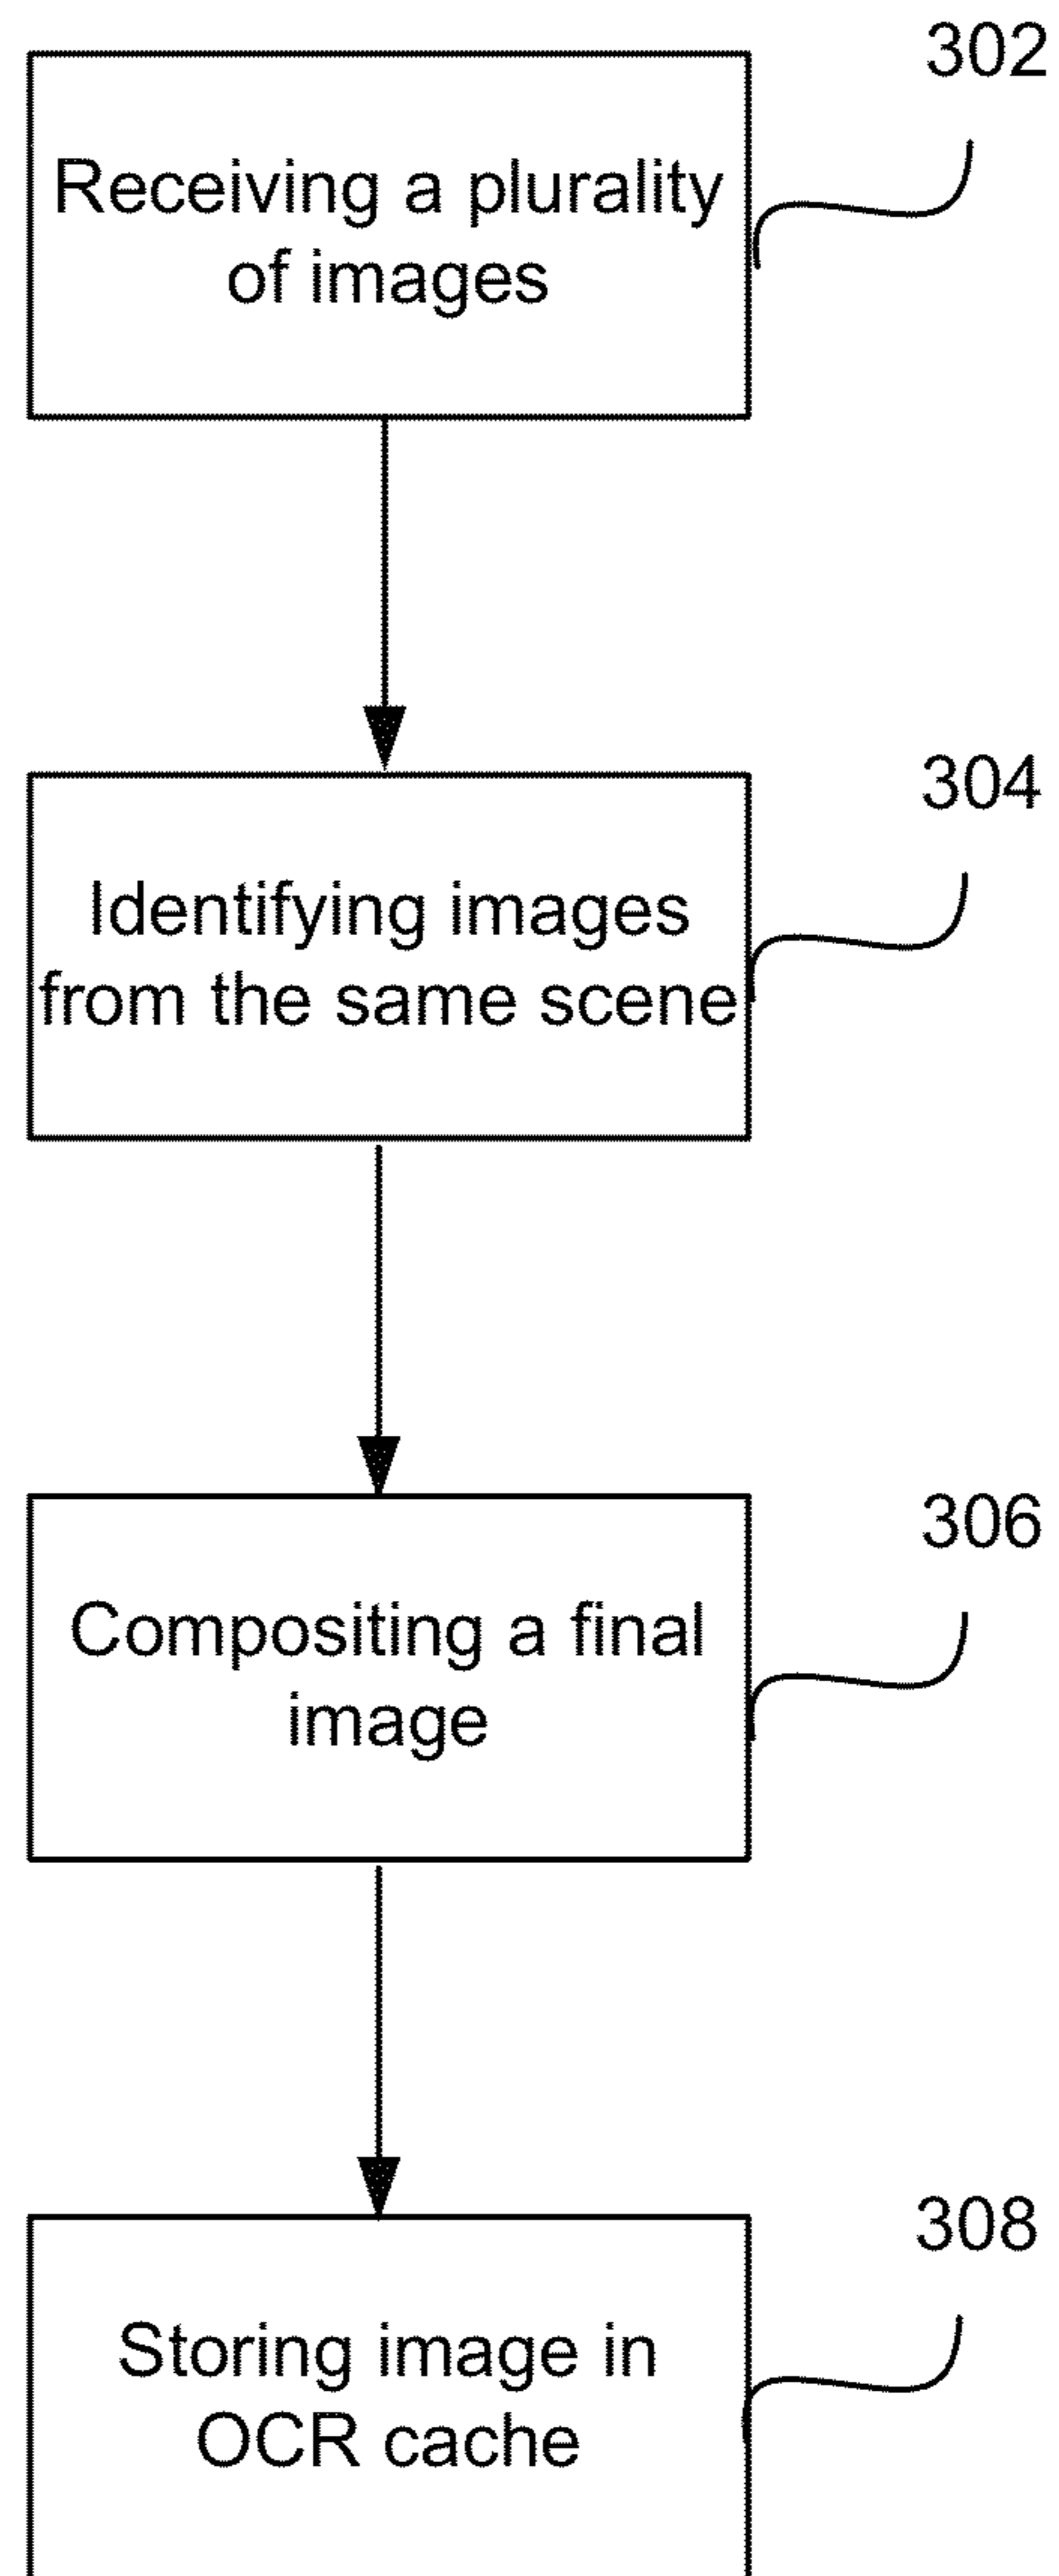 302
Receiving a plurality
of images
304
Identifying images
from the same scene
306
Compositing a final
image
308
Storing image in
OCR cache